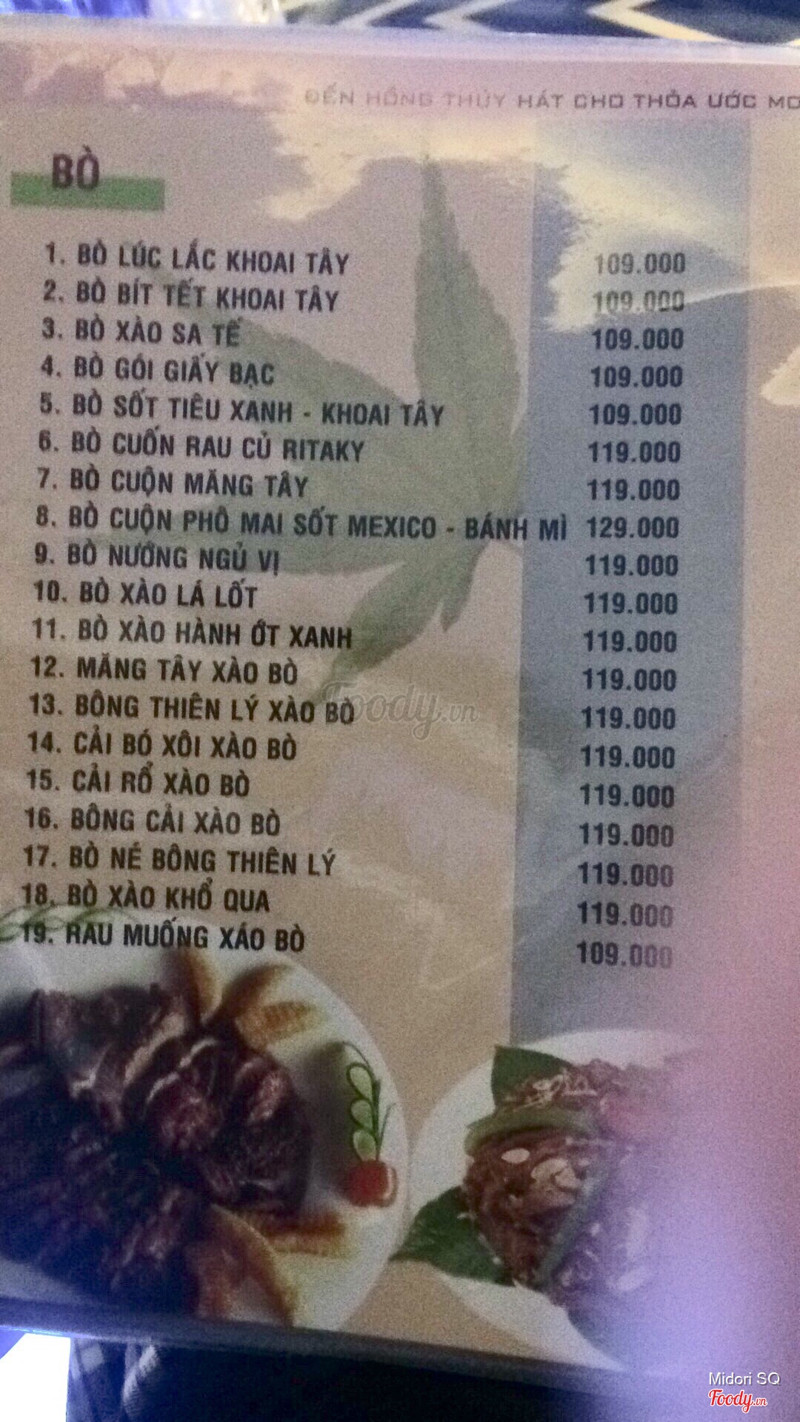 ĐẾN HỒNG THỦY HÁT CHO THỎA ƯỚC MƠ
BÒ
1. BÒ LÚC LẮC KHOAI TÂY 109.000
2. BÒ BÍT TẾT KHOAI TÂY 109.000
3. BÒ XÀO SA TẾ 109.000
4. BÒ GÓI GIẤY BẠC 109.000
5. BÒ SỐT TIÊU XANH - KHOAI TÂY 109.000
6. BÒ CUỐN RAU CỦ RITAKY 119.000
7. BÒ CUỘN MĂNG TÂY 119.000
8. BÒ CUỘN PHÔ MAI SỐT MEXICO - BÁNH MÌ 129.000
9. BÒ NƯỚNG NGỦ VỊ 119.000
10. BÒ XÀO LÁ LỐT 119.000
11. BÒ XÀO HÀNH ỚT XANH 119.000
12. MĂNG TÂY XÀO BÒ 119.000
13. BÔNG THIÊN LÝ XÀO BÒ 119.000
14. CẢI BÓ XÔI XÀO BÒ 119.000
15. CẢI RỔ XÀO BÒ 119.000
16. BÔNG CẢI XÀO BÒ 119.000
17. BÒ NÉ BÔNG THIÊN LÝ 119.000
18. BÒ XÀO KHỔ QUA 119.000
19. RAU MUỐNG XÁO BÒ 109.000
Foody.vn
Midori SQ
Foody.vn